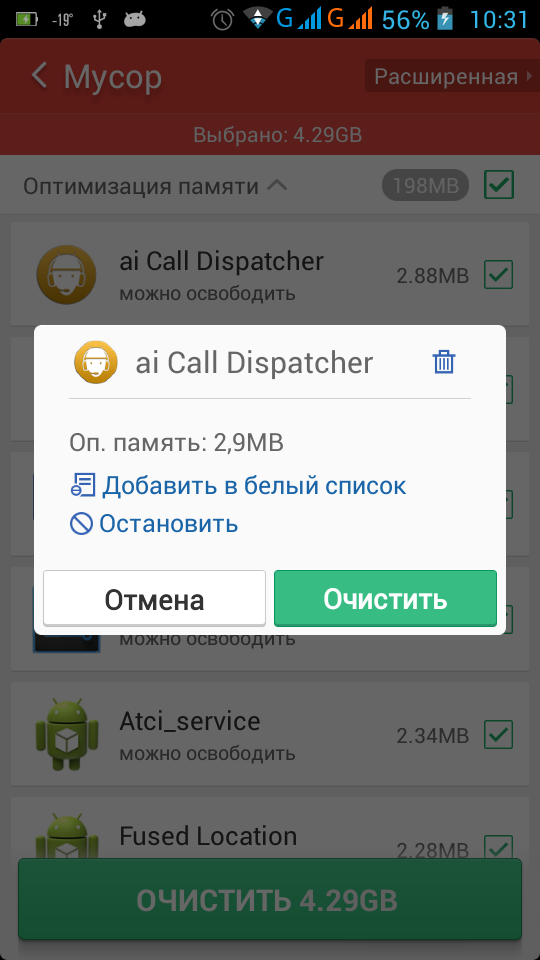 -19° G G 56% 10:31
Мусор
Расширенная
Выбрано: 4.29GB
Оптимизация памяти 198MB
ai Call Dispatcher
можно освободить
2.88MB
ai Call Dispatcher
Оп. память: 2,9MB
Добавить в белый список
Остановить
Отмена Очистить
можно освободить
Atci_service
можно освободить
2.34MB
Fused Location
2.28MB
ОЧИСТИТЬ 4.29GB